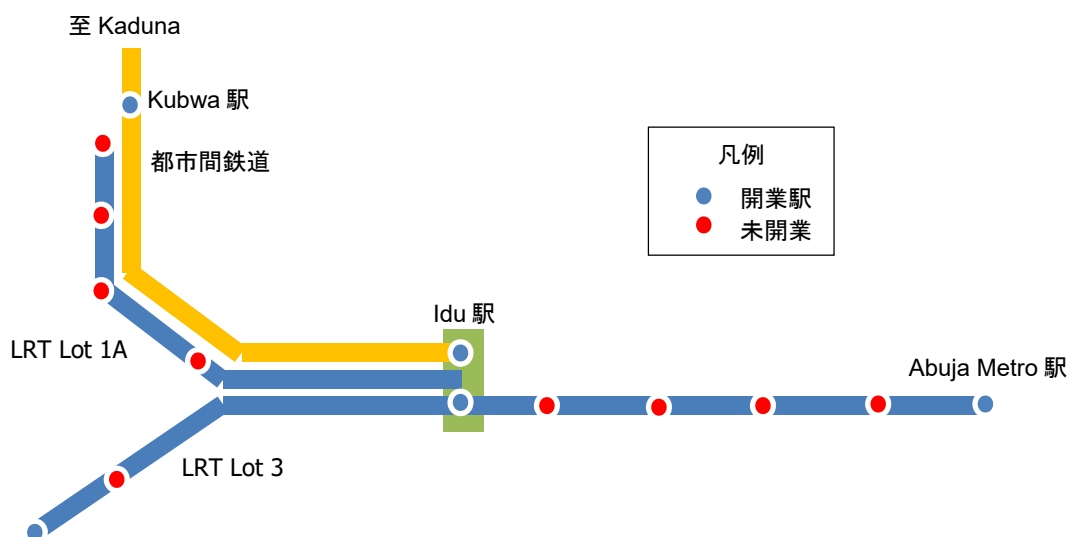 至 Kaduna
Kubwa 駅
都市間鉄道
凡例
開業駅
未開業
Idu 駅
LRT Lot 1A
Abuja Metro 駅
LRT Lot 3